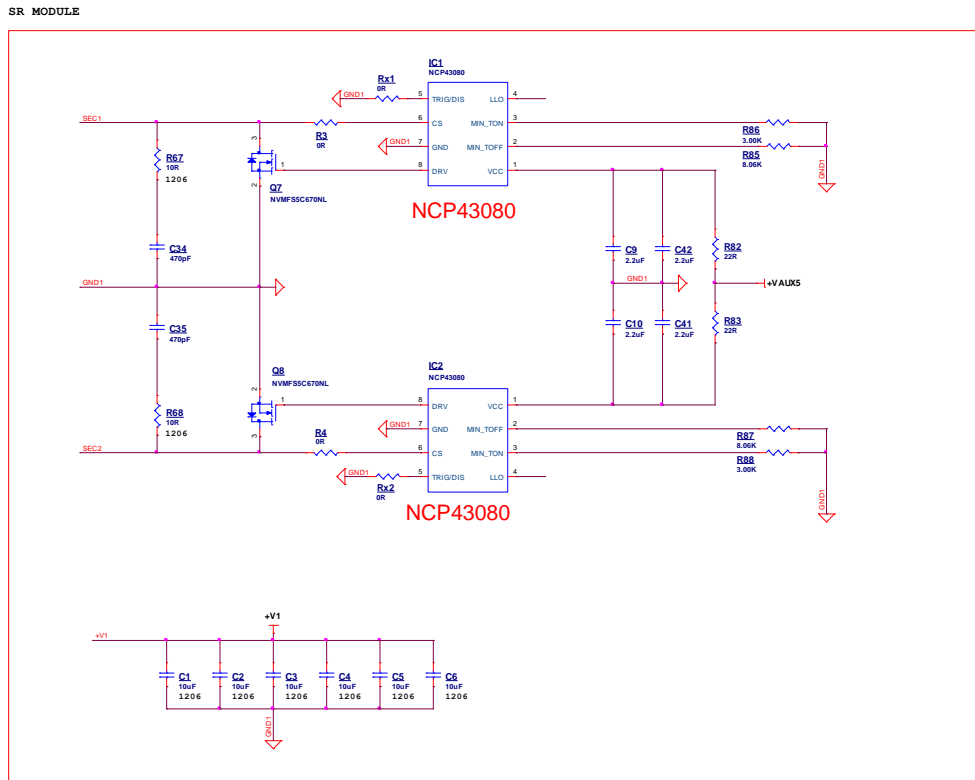 SR MODULE
IC1
NCP43080
Rx1
0R
GND1
5
TRIG/DIS
LLO
4
SEC1
R3
0R
6
CS
MIN_TON
3
R86
3.00K
GND1
7
GND
MIN_TOFF
2
R85
8.06K
GND1
3
1
2
8
DRV
VCC
1
R67
10R
1206
Q7
NVMFS5C670NL
NCP43080
C34
470pF
C9
2.2uF
C42
2.2uF
R82
22R
GND1
GND1
+VAUX5
C35
470pF
C10
2.2uF
C41
2.2uF
R83
22R
IC2
NCP43080
Q8
NVMFS5C670NL
2
1
3
8
DRV
VCC
1
R68
10R
1206
GND1
7
GND
MIN_TOFF
2
R87
8.06K
SEC2
R4
0R
6
CS
MIN_TON
3
R88
3.00K
GND1
Rx2
0R
5
TRIG/DIS
LLO
4
GND1
NCP43080
+V1
+V1
C1
10uF
1206
C2
10uF
1206
C3
10uF
1206
C4
10uF
1206
C5
10uF
1206
C6
10uF
1206
GND1